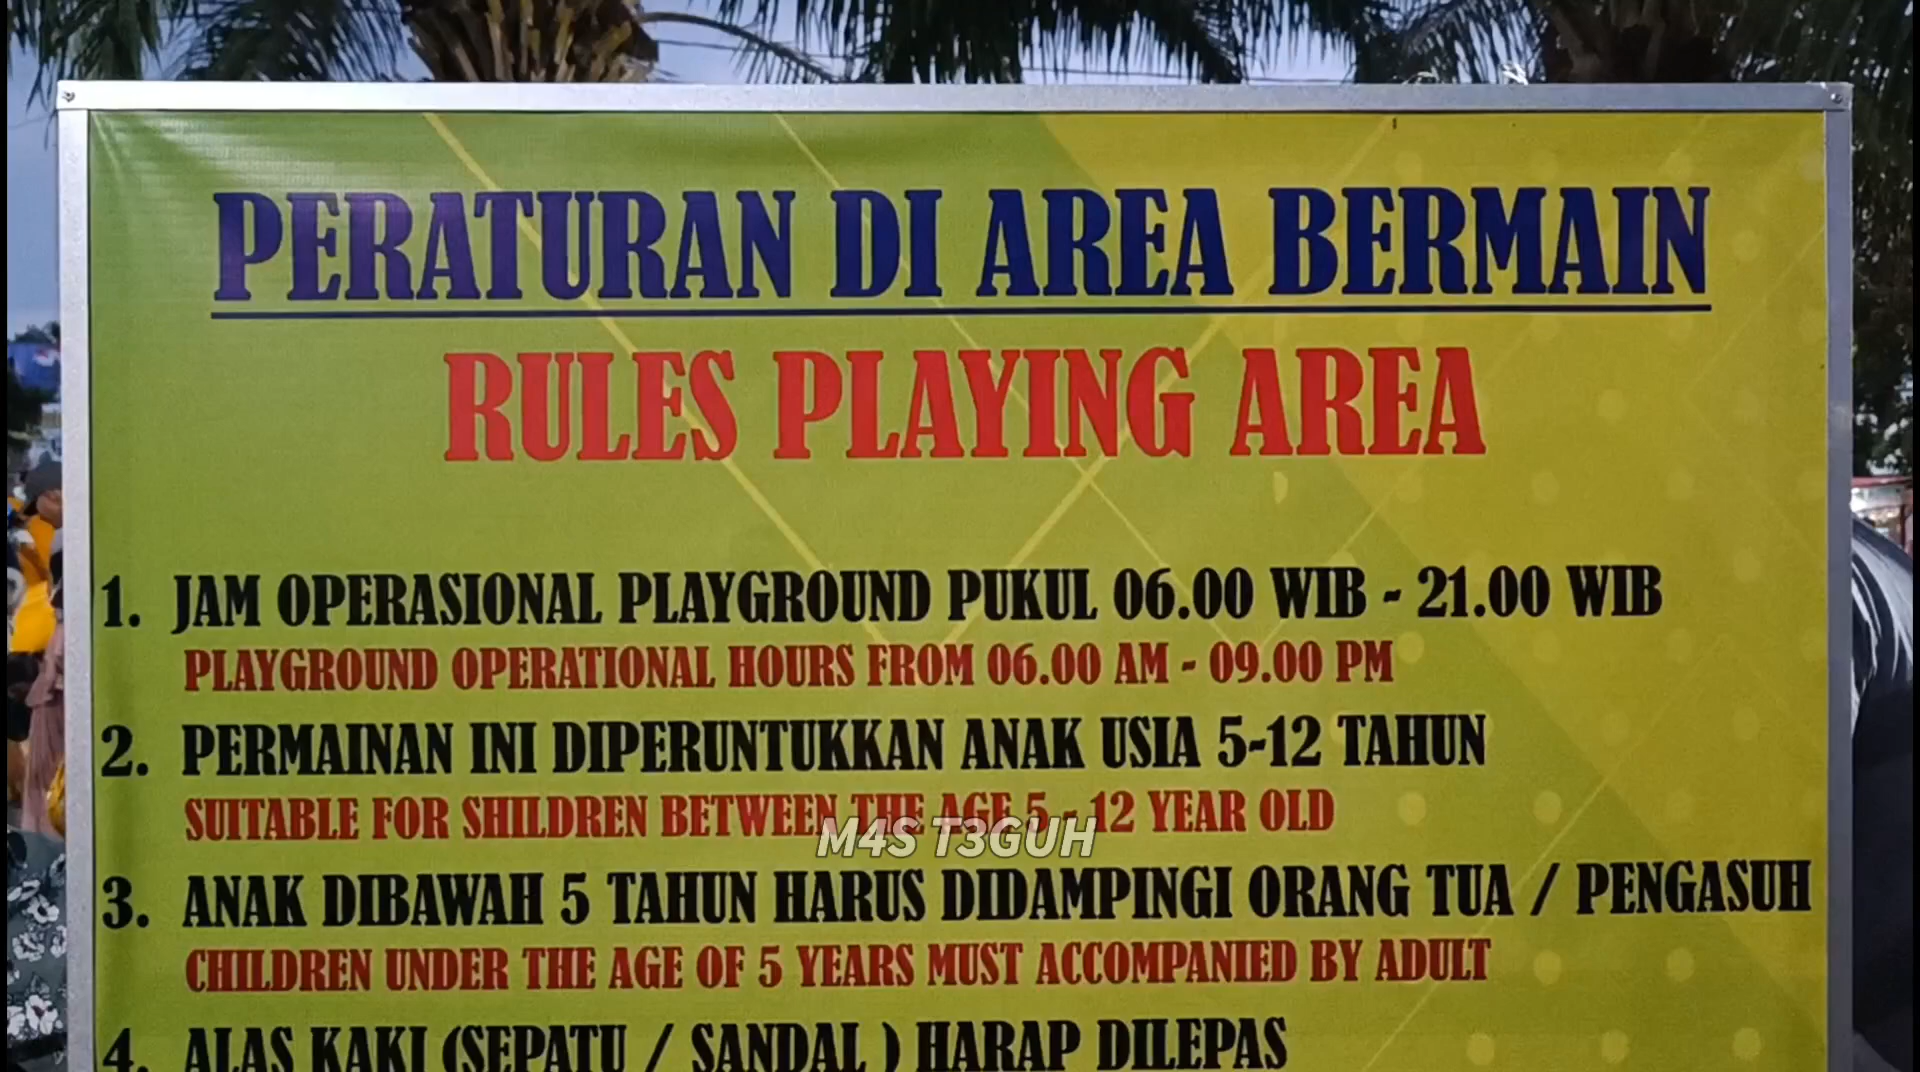 PERATURAN DI AREA BERMAIN
RULES PLAYING AREA
1. JAM OPERASIONAL PLAYGROUND PUKUL 06.00 WIB - 21.00 WIB
PLAYGROUND OPERATIONAL HOURS FROM 06.00 AM - 09.00 PM
2. PERMAINAN INI DIPERUNTUKKAN ANAK USIA 5-12 TAHUN
SUITABLE FOR SHILDREN BETWEEN THE AGE 5 - 12 YEAR OLD
M4S T3GUH
3. ANAK DIBAWAH 5 TAHUN HARUS DIDAMPINGI ORANG TUA / PENGASUH
CHILDREN UNDER THE AGE OF 5 YEARS MUST ACCOMPANIED BY ADULT
4. ALAS KAKI (SEPATU / SANDAL ) HARAP DILEPAS